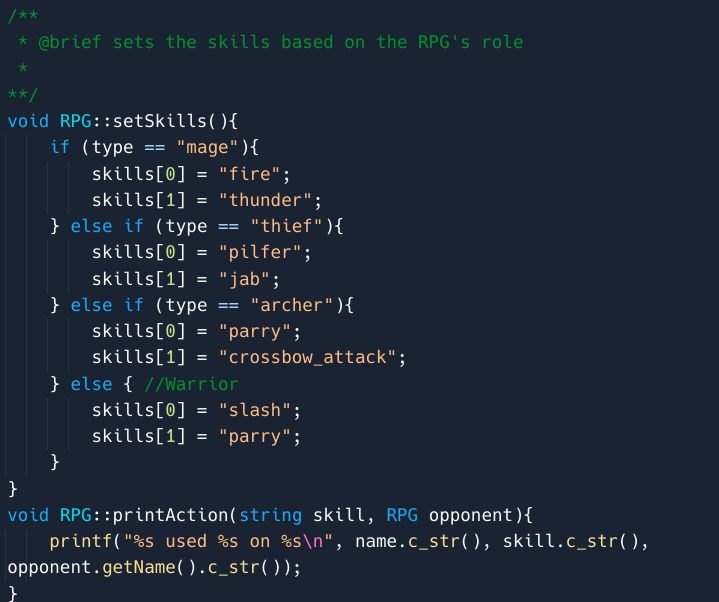 /**
 * @brief sets the skills based on the RPG's role
 *
**/
void RPG::setSkills(){
    if (type == "mage"){
        skills[0] = "fire";
        skills[1] = "thunder";
    } else if (type == "thief"){
        skills[0] = "pilfer";
        skills[1] = "jab";
    } else if (type == "archer"){
        skills[0] = "parry";
        skills[1] = "crossbow_attack";
    } else { //Warrior
        skills[0] = "slash";
        skills[1] = "parry";
    }
}
void RPG::printAction(string skill, RPG opponent){
    printf("%s used %s on %s\n", name.c_str(), skill.c_str(),
opponent.getName().c_str());
}